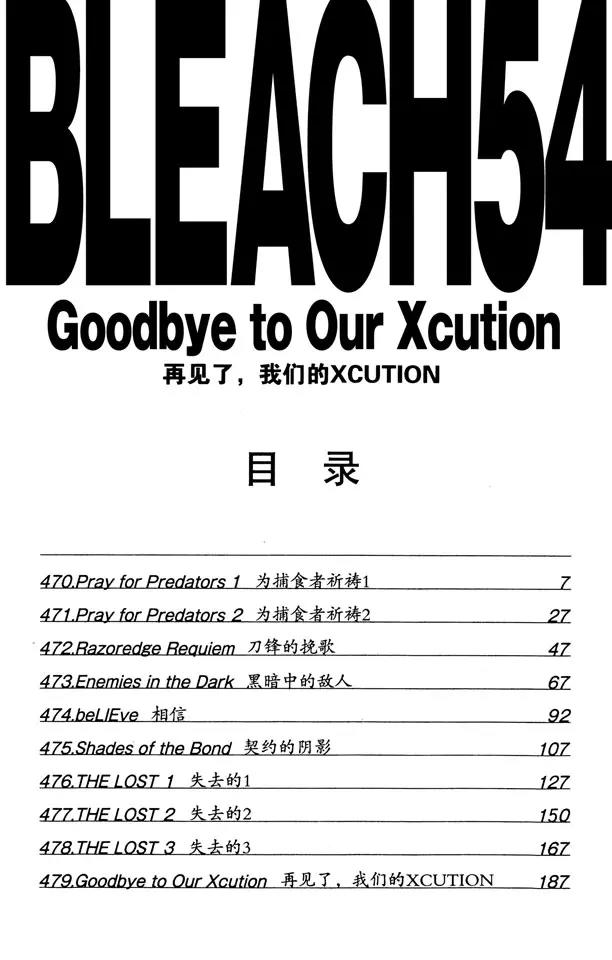 BLEACH54
Goodbye to Our Xcution
再见了，我们的XCUTION
目 录
470.Pray for Predators 1 为捕食者祈祷1 7
471.Pray for Predators 2 为捕食者祈祷2 27
472.Razoredge Requiem 刀锋的挽歌 47
473.Enemies in the Dark 黑暗中的敌人 67
474.beLIEve 相信 92
475.Shades of the Bond 契约的阴影 107
476.THE LOST 1 失去的1 127
477.THE LOST 2 失去的2 150
478.THE LOST 3 失去的3 167
479.Goodbye to Our Xcution 再见了，我们的XCUTION 187